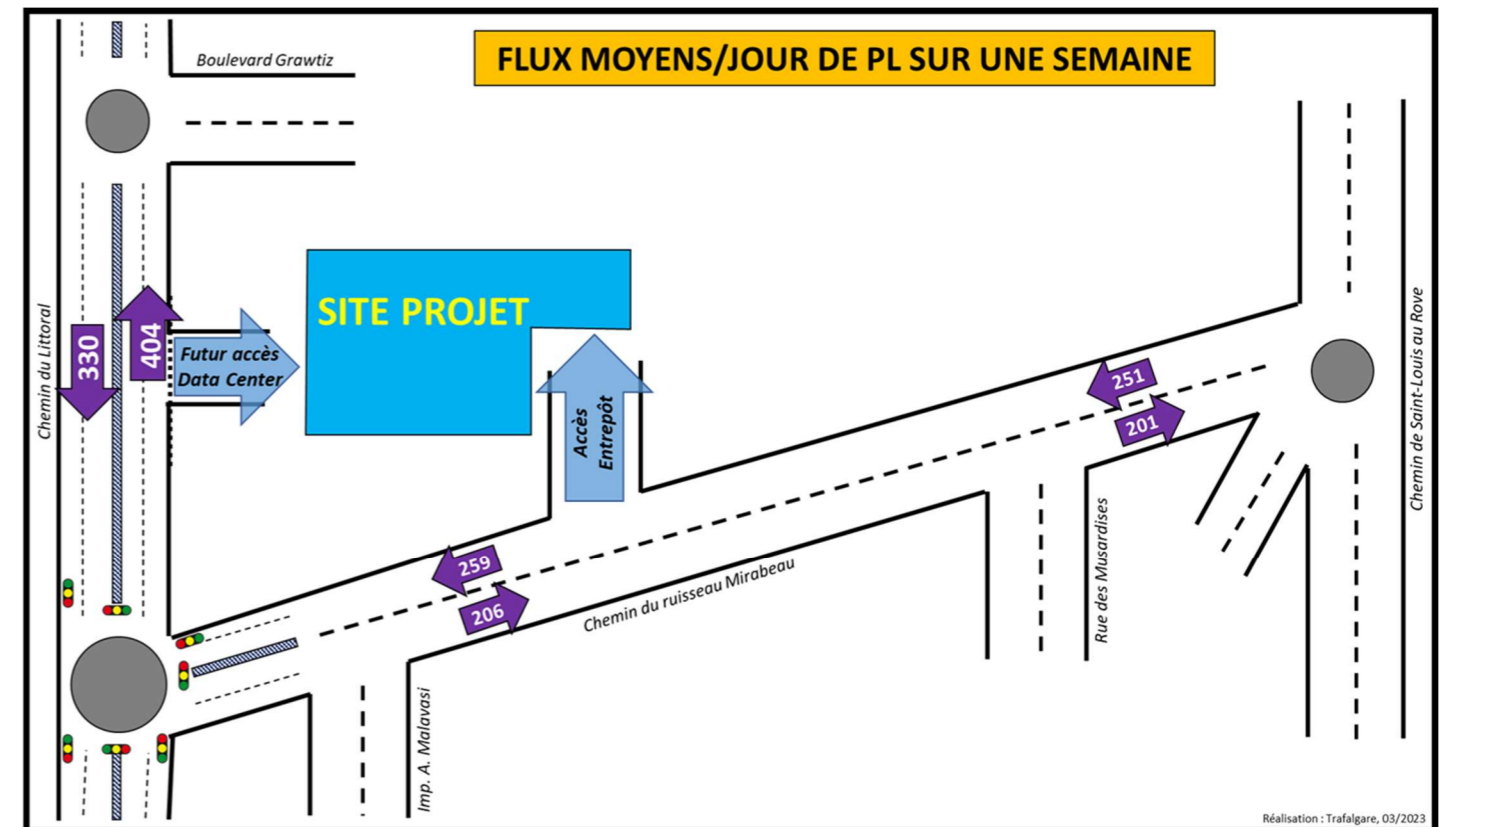 FLUX MOYENS/JOUR DE PL SUR UNE SEMAINE
Boulevard Grawtiz
Chemin du Littoral
330
404
Futur accès
Data Center
SITE PROJET
Accès
Entrepôt
251
201
Chemin de Saint-Louis au Rove
259
206
Chemin du ruisseau Mirabeau
Rue des Musardises
Imp. A. Malavasi
Réalisation : Trafalgare, 03/2023